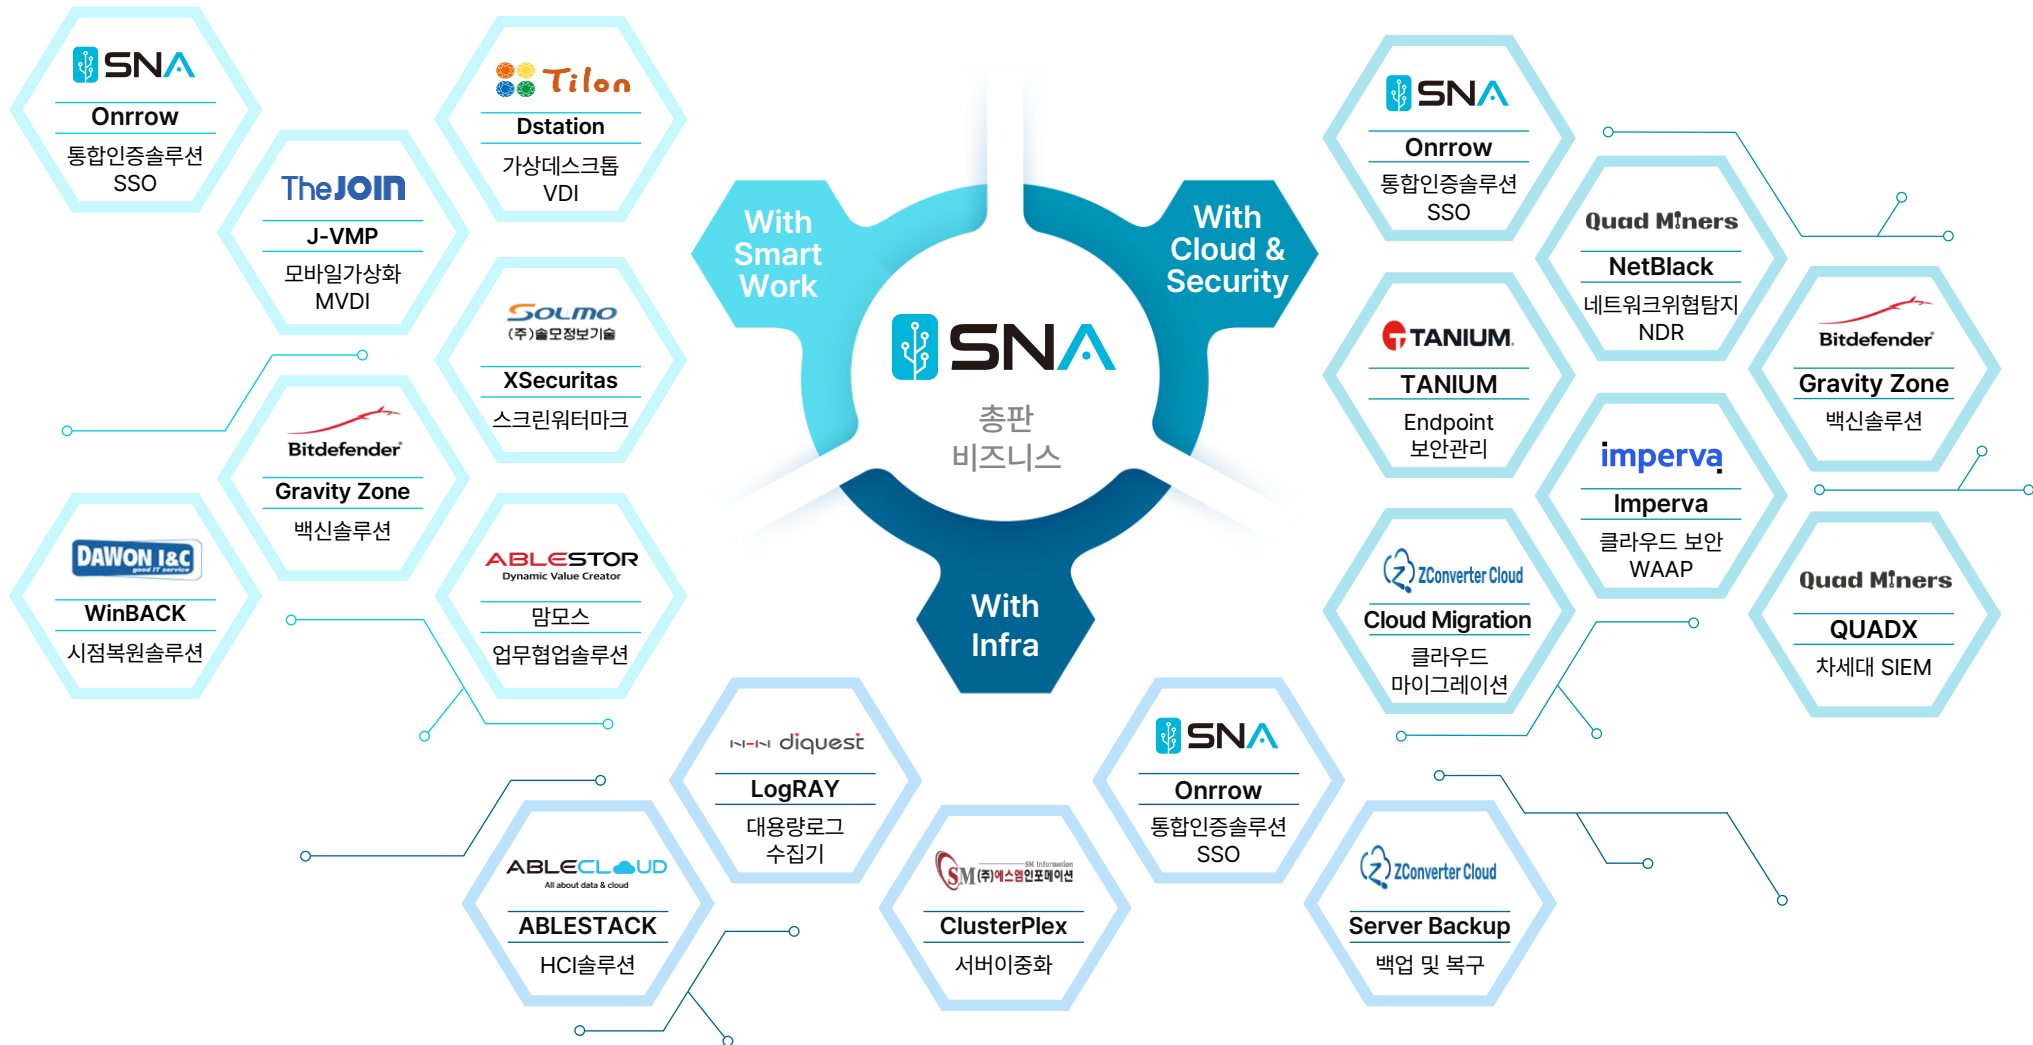 SNA
Onrrow
통합인증솔루션
SSO
Tilon
Dstation
가상데스크톱
VDI
TheJOIN
J-VMP
모바일가상화
MVDI
SOLMO
(주)솔모정보기술
XSecuritas
스크린워터마크
Bitdefender®
Gravity Zone
백신솔루션
DAWON I&C
good IT service
WinBACK
시점복원솔루션
ABLESTOR
Dynamic Value Creator
맘모스
업무협업솔루션
With
Smart
Work
With
Cloud &
Security
SNA
총판
비즈니스
With
Infra
SNA
Onrrow
통합인증솔루션
SSO
Quad Miners
NetBlack
네트워크위협탐지
NDR
TANIUM.
TANIUM
Endpoint
보안관리
Bitdefender®
Gravity Zone
백신솔루션
imperva
Imperva
클라우드 보안
WAAP
ZConverter Cloud
Cloud Migration
클라우드
마이그레이션
Quad Miners
QUADX
차세대 SIEM
diquest
LogRAY
대용량로그
수집기
SNA
Onrrow
통합인증솔루션
SSO
ABLECLOUD
All about data & cloud
ABLESTACK
HCI솔루션
SM Information
SM (주)에스엠인포메이션
ClusterPlex
서버이중화
ZConverter Cloud
Server Backup
백업 및 복구